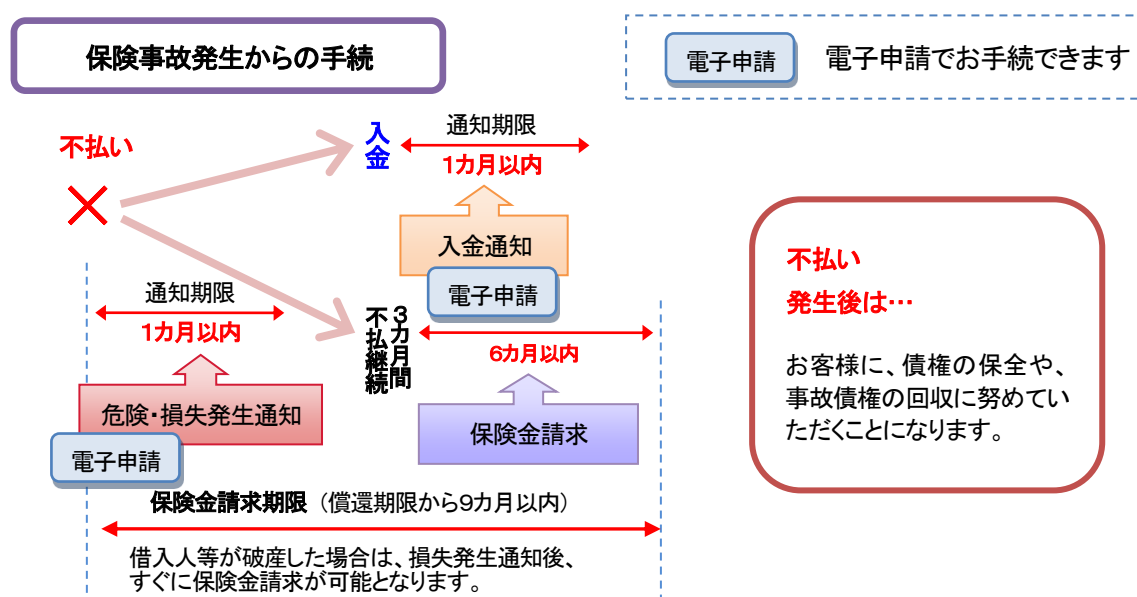 保険事故発生からの手続
電子申請
電子申請でお手続できます
不払い
入金
通知期限
1カ月以内
入金通知
電子申請
通知期限
1カ月以内
危険・損失発生通知
電子申請
3カ月間
不払継続
6カ月以内
保険金請求
保険金請求期限（償還期限から9カ月以内）
借入人等が破産した場合は、損失発生通知後、
すぐに保険金請求が可能となります。
不払い
発生後は…
お客様に、債権の保全や、
事故債権の回収に努めてい
ただくことになります。